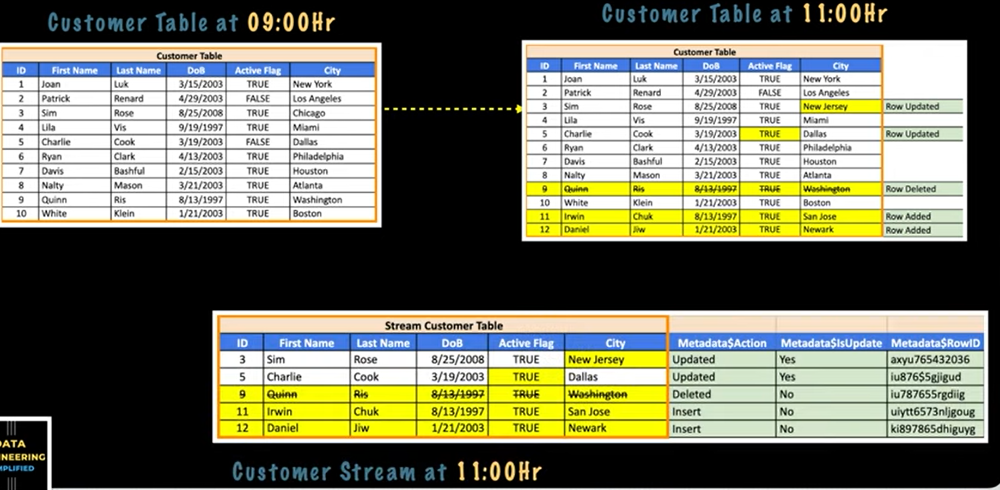 Customer Table at 09:00Hr
Customer Table
ID First Name Last Name DoB Active Flag City
1 Joan Luk 3/15/2003 TRUE New York
2 Patrick Renard 4/29/2003 FALSE Los Angeles
3 Sim Rose 8/25/2008 TRUE Chicago
4 Lila Vis 9/19/1997 TRUE Miami
5 Charlie Cook 3/19/2003 FALSE Dallas
6 Ryan Clark 4/13/2003 TRUE Philadelphia
7 Davis Bashful 2/15/2003 TRUE Houston
8 Nalty Mason 3/21/2003 TRUE Atlanta
9 Quinn Ris 8/13/1997 TRUE Washington
10 White Klein 1/21/2003 TRUE Boston
Customer Table at 11:00Hr
Customer Table
ID First Name Last Name DoB Active Flag City
1 Joan Luk 3/15/2003 TRUE New York
2 Patrick Renard 4/29/2003 FALSE Los Angeles
3 Sim Rose 8/25/2008 TRUE New Jersey Row Updated
4 Lila Vis 9/19/1997 TRUE Miami
5 Charlie Cook 3/19/2003 TRUE Dallas Row Updated
6 Ryan Clark 4/13/2003 TRUE Philadelphia
7 Davis Bashful 2/15/2003 TRUE Houston
8 Nalty Mason 3/21/2003 TRUE Atlanta
9 Quinn Ris 8/13/1997 TRUE Washington Row Deleted
10 White Klein 1/21/2003 TRUE Boston
11 Irwin Chuk 8/13/1997 TRUE San Jose Row Added
12 Daniel Jiw 1/21/2003 TRUE Newark Row Added
Stream Customer Table
ID First Name Last Name DoB Active Flag City Metadata$Action Metadata$IsUpdate Metadata$RowID
3 Sim Rose 8/25/2008 TRUE New Jersey Updated Yes axyu765432036
5 Charlie Cook 3/19/2003 TRUE Dallas Updated Yes iu876$5gjigud
9 Quinn Ris 8/13/1997 TRUE Washington Deleted No iu787655rgdiig
11 Irwin Chuk 8/13/1997 TRUE San Jose Insert No uiytt6573nljgoug
12 Daniel Jiw 1/21/2003 TRUE Newark Insert No ki897865dhiguyg
Customer Stream at 11:00Hr
DATA
INEERING
MPLIFIED